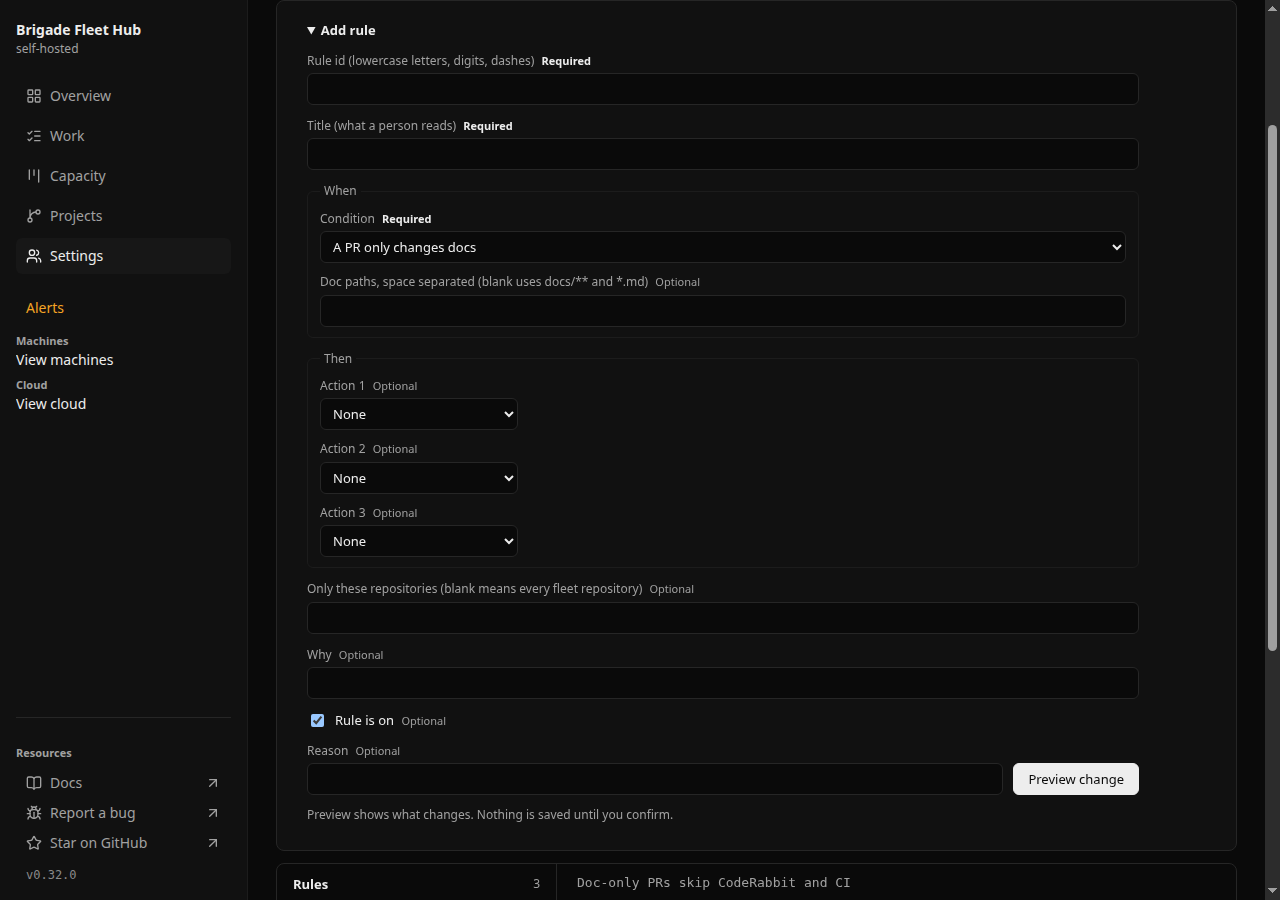 Brigade Fleet Hub
self-hosted
Overview
Work
Capacity
Projects
Settings
Alerts
Machines
View machines
Cloud
View cloud
Resources
Docs
Report a bug
Star on GitHub
v0.32.0
▼ Add rule
Rule id (lowercase letters, digits, dashes) Required
Title (what a person reads) Required
When
Condition Required
A PR only changes docs
Doc paths, space separated (blank uses docs/** and *.md) Optional
Then
Action 1 Optional
None
Action 2 Optional
None
Action 3 Optional
None
Only these repositories (blank means every fleet repository) Optional
Why Optional
Rule is on Optional
Reason Optional
Preview change
Preview shows what changes. Nothing is saved until you confirm.
Rules 3
Doc-only PRs skip CodeRabbit and CI